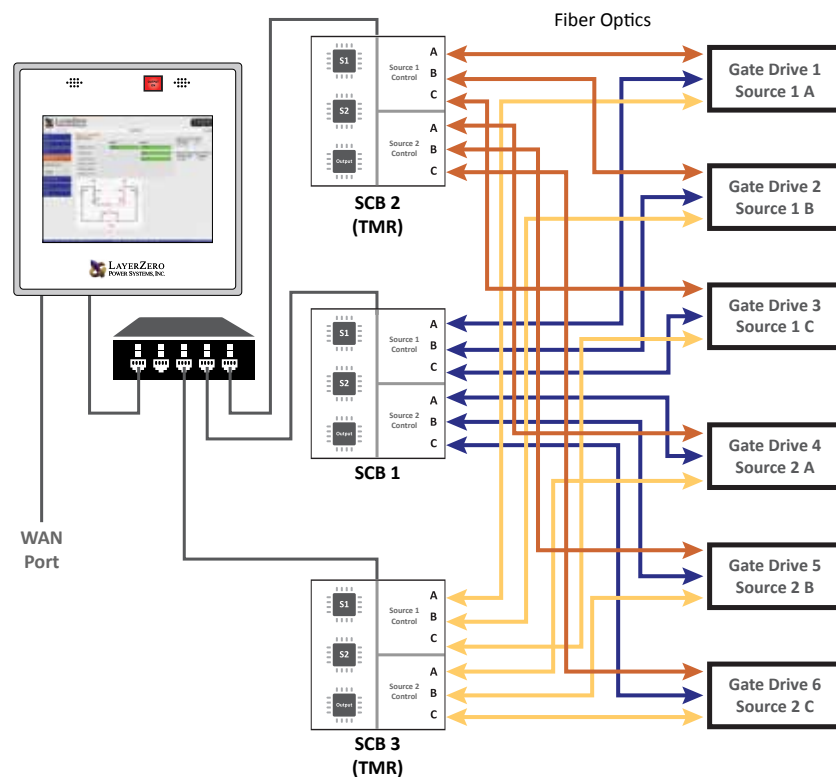 Fiber Optics
LAYERZERO
POWER SYSTEMS, INC.
WAN
Port
S1
S2
Output
Source 1
Control
Source 2
Control
A
B
C
A
B
C
SCB 2
(TMR)
S1
S2
Output
Source 1
Control
Source 2
Control
A
B
C
A
B
C
SCB 1
S1
S2
Output
Source 1
Control
Source 2
Control
A
B
C
A
B
C
SCB 3
(TMR)
Gate Drive 1
Source 1 A
Gate Drive 2
Source 1 B
Gate Drive 3
Source 1 C
Gate Drive 4
Source 2 A
Gate Drive 5
Source 2 B
Gate Drive 6
Source 2 C